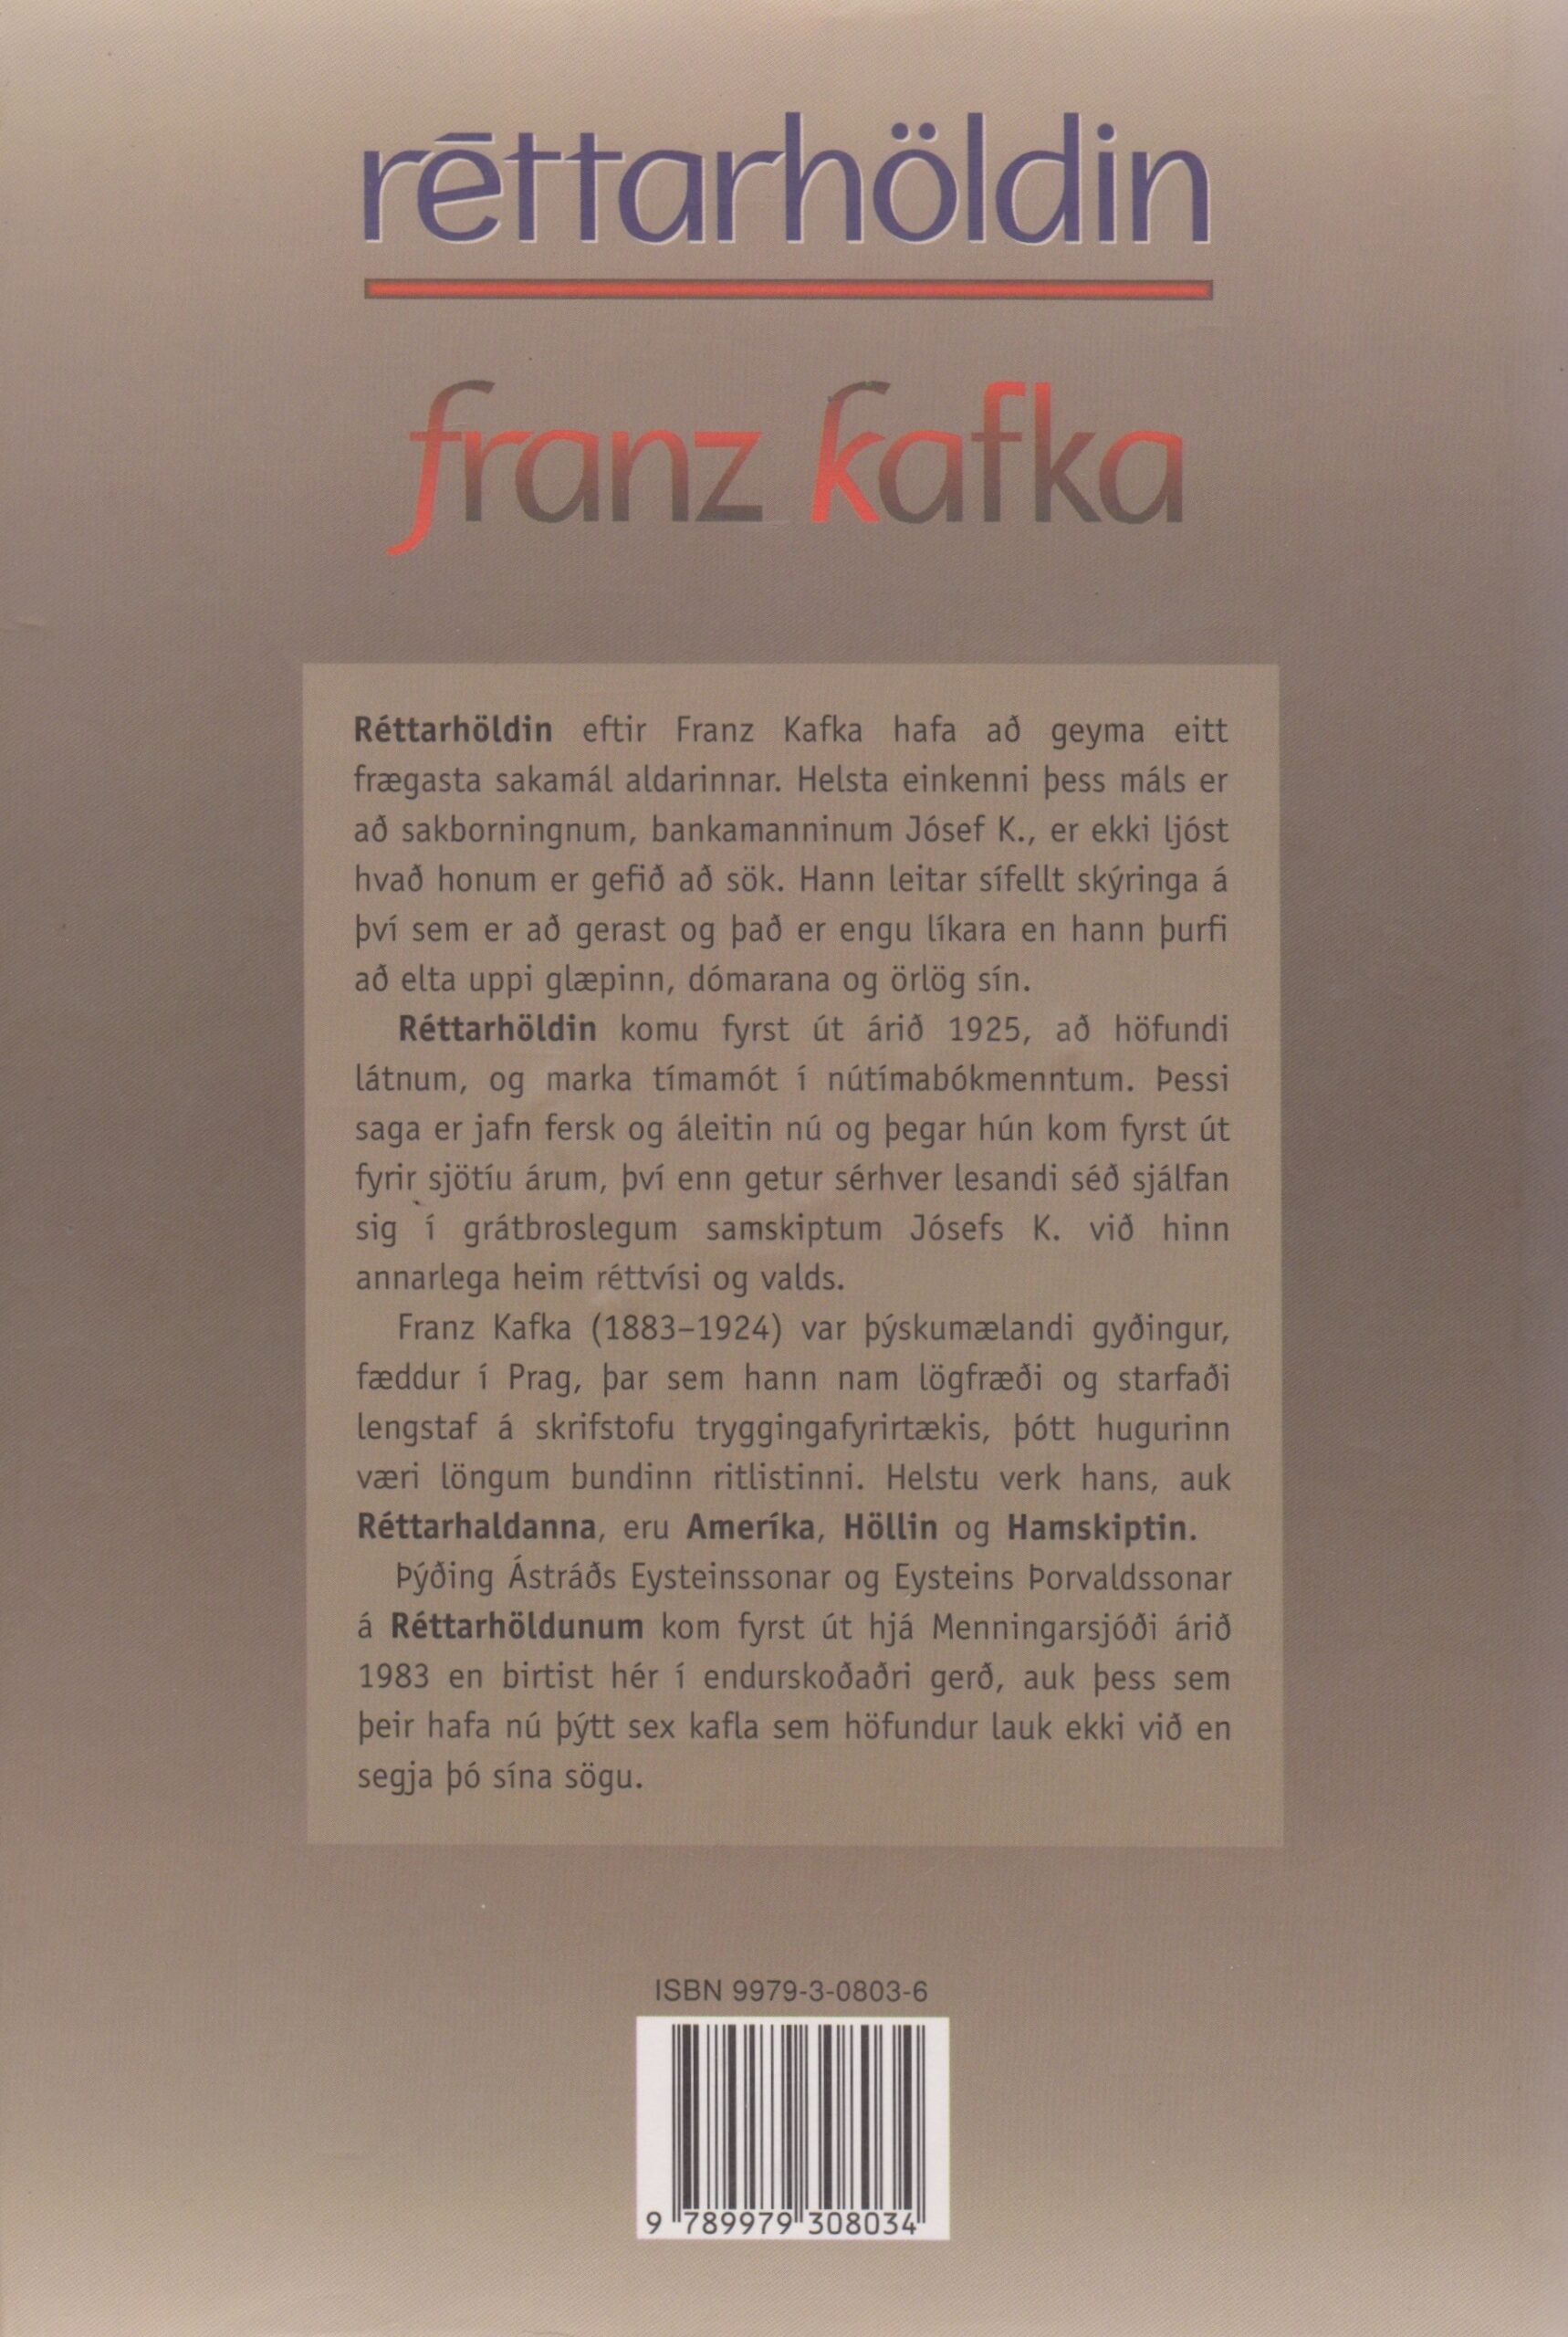 réttarhöldin
franz kafka
Réttarhöldin eftir Franz Kafka hafa að geyma eitt
frægasta sakamál aldarinnar. Helsta einkenni þess máls er
að sakborningnum, bankamanninum Jósef K., er ekki ljóst
hvað honum er gefið að sök. Hann leitar sífellt skýringa á
því sem er að gerast og það er engu líkara en hann þurfi
að elta uppi glæpinn, dómarana og örlög sín.
Réttarhöldin komu fyrst út árið 1925, að höfundi
látnum, og marka tímamót í nútímabókmenntum. Þessi
saga er jafn fersk og áleitin nú og þegar hún kom fyrst út
fyrir sjötíu árum, því enn getur sérhver lesandi séð sjálfan
sig í grátbroslegum samskiptum Jósefs K. við hinn
annarlega heim réttvísi og valds.
Franz Kafka (1883–1924) var þýskumælandi gyðingur,
fæddur í Prag, þar sem hann nam lögfræði og starfaði
lengstaf á skrifstofu tryggingafyrirtækis, þótt hugurinn
væri löngum bundinn ritlistinni. Helstu verk hans, auk
Réttarhaldanna, eru Ameríka, Höllin og Hamskiptin.
Þýðing Ástráðs Eysteinssonar og Eysteins Þorvaldssonar
á Réttarhöldunum kom fyrst út hjá Menningarsjóði árið
1983 en birtist hér í endurskoðaðri gerð, auk þess sem
þeir hafa nú þýtt sex kafla sem höfundur lauk ekki við en
segja þó sína sögu.
ISBN 9979-3-0803-6
9 789979 308034